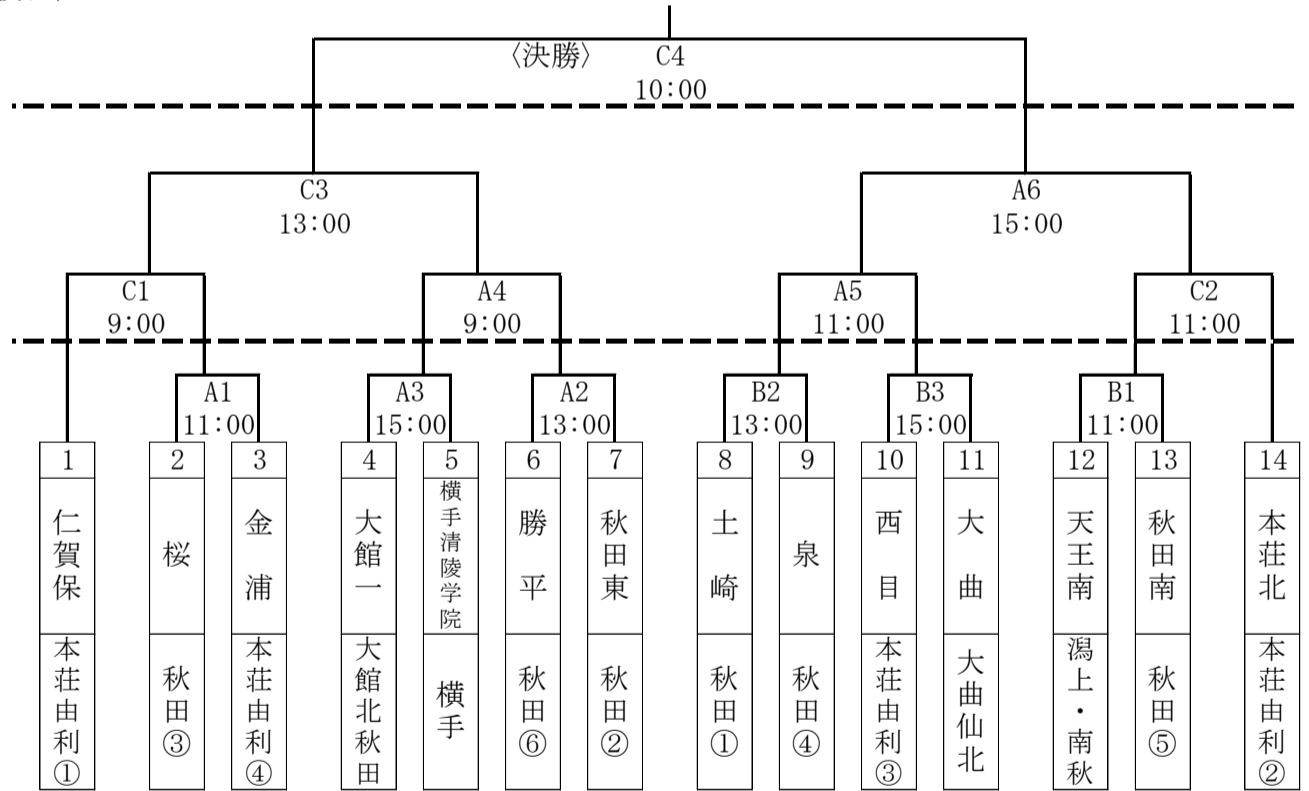 〈決勝〉 C4
10:00
C3
13:00
A6
15:00
C1
9:00
A4
9:00
A5
11:00
C2
11:00
A1
11:00
A3
15:00
A2
13:00
B2
13:00
B3
15:00
B1
11:00
1
仁賀保
本荘由利①
2
桜
秋田③
3
金浦
本荘由利④
4
大館一
大館北秋田
5
横手清陵学院
横手
6
勝平
秋田⑥
7
秋田東
秋田②
8
土崎
秋田①
9
泉
秋田④
10
西目
本荘由利③
11
大曲
大曲仙北
12
天王南
潟上・南秋
13
秋田南
秋田⑤
14
本荘北
本荘由利②